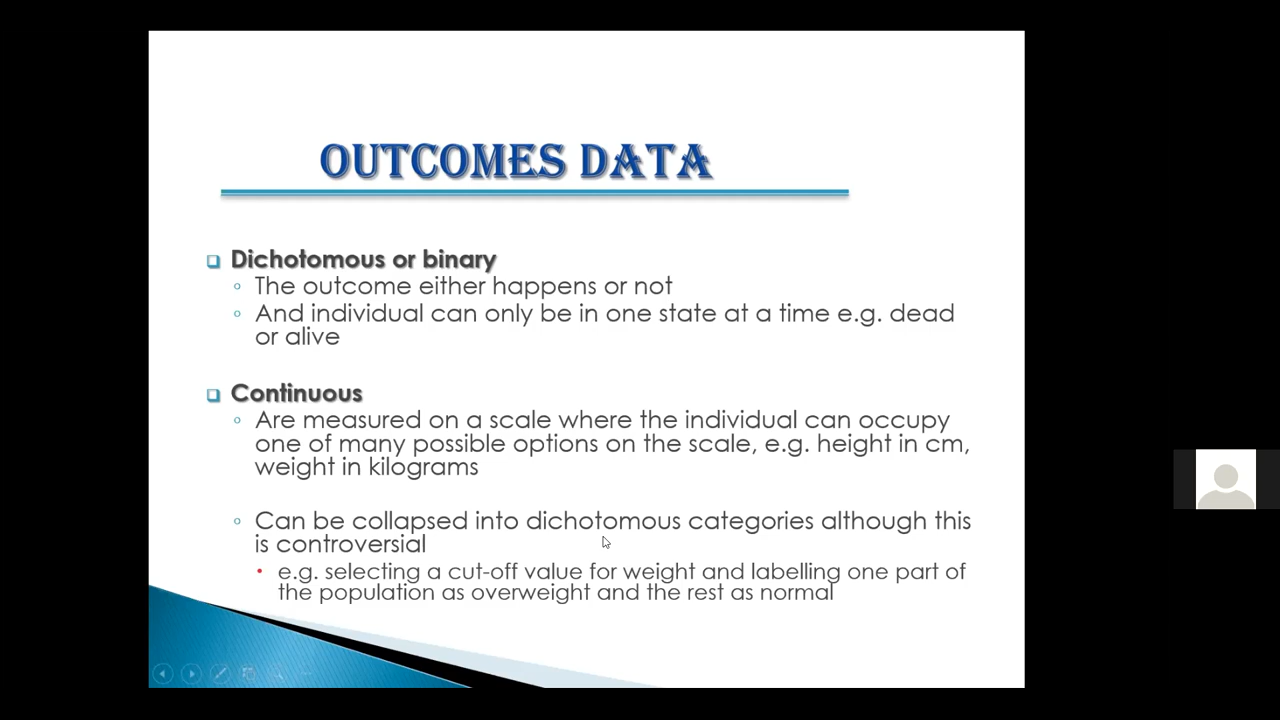 OUTCOMES DATA
Dichotomous or binary
The outcome either happens or not
And individual can only be in one state at a time e.g. dead
or alive
Continuous
Are measured on a scale where the individual can occupy
one of many possible options on the scale, e.g. height in cm,
weight in kilograms
Can be collapsed into dichotomous categories although this
is controversial
e.g. selecting a cut-off value for weight and labelling one part of
the population as overweight and the rest as normal